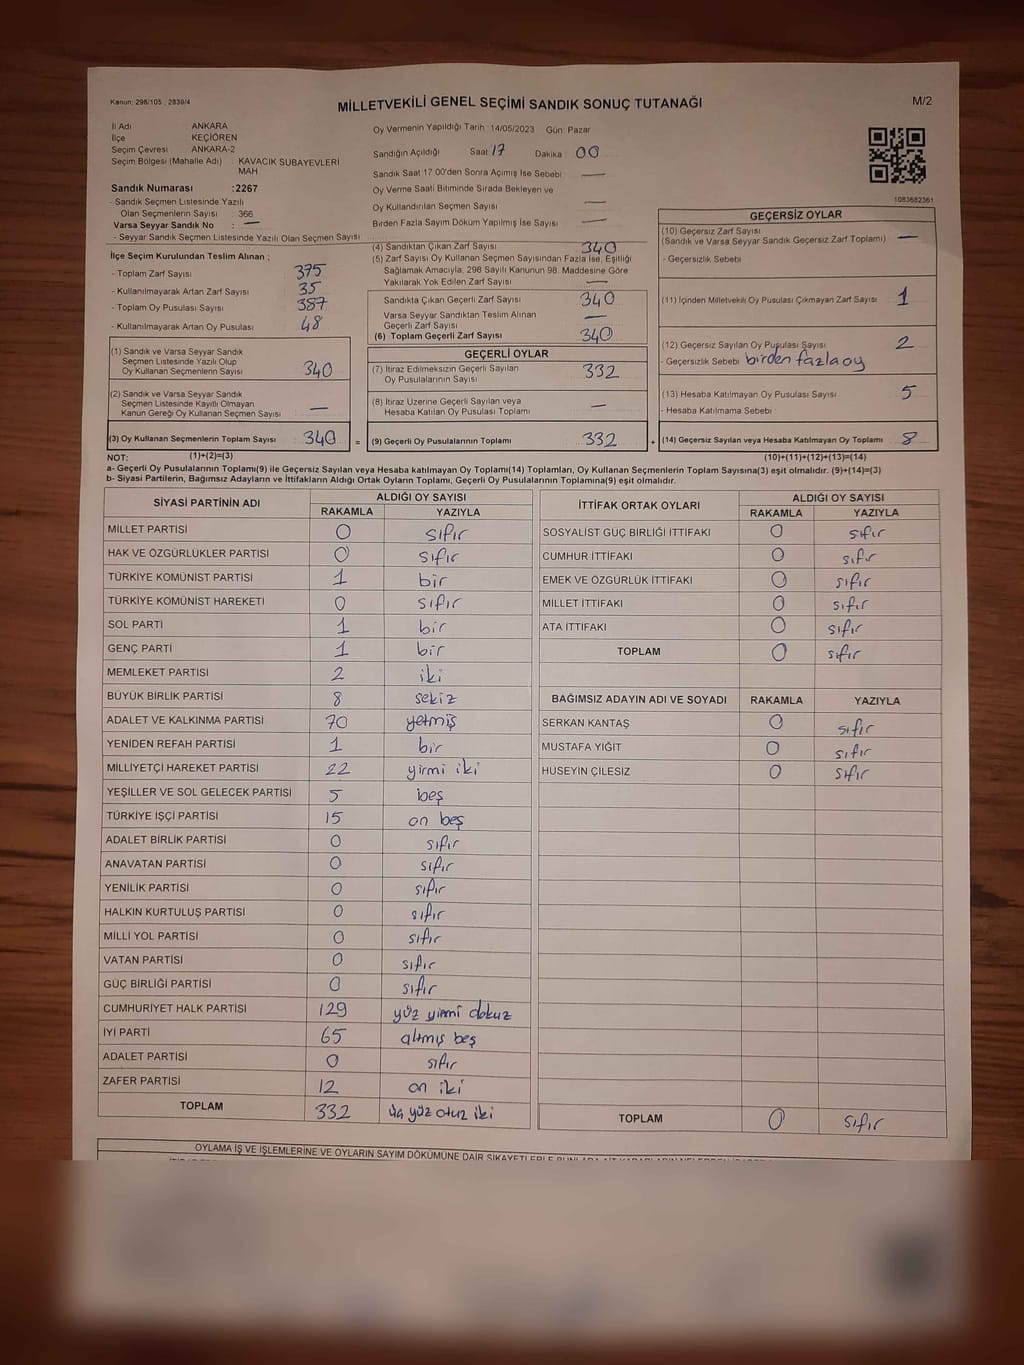 Kanun: 298/105 , 2839/4
MİLLETVEKİLİ GENEL SEÇİMİ SANDIK SONUÇ TUTANAĞI
M/2
İl Adı ANKARA
İlçe KEÇİÖREN
Seçim Çevresi ANKARA-2
Seçim Bölgesi (Mahalle Adı) : KAVACIK SUBAYEVLERİ
MAH
Sandık Numarası :2267
- Sandık Seçmen Listesinde Yazılı
Olan Seçmenlerin Sayısı : 366
Varsa Seyyar Sandık No : —
- Seyyar Sandık Seçmen Listesinde Yazılı Olan Seçmen Sayısı :
İlçe Seçim Kurulundan Teslim Alınan :
- Toplam Zarf Sayısı 375
- Kullanılmayarak Artan Zarf Sayısı 35
- Toplam Oy Pusulası Sayısı 387
- Kullanılmayarak Artan Oy Pusulası 48
(1) Sandık ve Varsa Seyyar Sandık
Seçmen Listesinde Yazılı Olup
Oy Kullanan Seçmenlerin Sayısı 340
(2) Sandık ve Varsa Seyyar Sandık
Seçmen Listesinde Kayıtlı Olmayan
Kanun Gereği Oy Kullanan Seçmen Sayısı —
(3) Oy Kullanan Seçmenlerin Toplam Sayısı 340 =
(1)+(2)=(3)
Oy Vermenin Yapıldığı Tarih : 14/05/2023 Gün: Pazar
Sandığın Açıldığı Saat 17 Dakika 00
Sandık Saat 17:00'den Sonra Açılmış İse Sebebi : —
Oy Verme Saati Bitiminde Sırada Bekleyen ve
Oy Kullandırılan Seçmen Sayısı —
Birden Fazla Sayım Döküm Yapılmış İse Sayısı : —
(4) Sandıktan Çıkan Zarf Sayısı 340
(5) Zarf Sayısı Oy Kullanan Seçmen Sayısından Fazla İse, Eşitliği
Sağlamak Amacıyla, 298 Sayılı Kanunun 98. Maddesine Göre
Yakılarak Yok Edilen Zarf Sayısı —
Sandıkta Çıkan Geçerli Zarf Sayısı 340
Varsa Seyyar Sandıktan Teslim Alınan
Geçerli Zarf Sayısı —
(6) Toplam Geçerli Zarf Sayısı 340
GEÇERLİ OYLAR
(7) İtiraz Edilmeksizin Geçerli Sayılan
Oy Pusulalarının Sayısı 332
(8) İtiraz Üzerine Geçerli Sayılan veya
Hesaba Katılan Oy Pusulası Toplamı —
(9) Geçerli Oy Pusulalarının Toplamı 332 +
1083682361
GEÇERSİZ OYLAR
(10) Geçersiz Zarf Sayısı
(Sandık ve Varsa Seyyar Sandık Geçersiz Zarf Toplamı) —
- Geçersizlik Sebebi
(11) İçinden Milletvekili Oy Pusulası Çıkmayan Zarf Sayısı 1
(12) Geçersiz Sayılan Oy Pusulası Sayısı 2
- Geçersizlik Sebebi birden fazla oy
(13) Hesaba Katılmayan Oy Pusulası Sayısı 5
- Hesaba Katılmama Sebebi :
(14) Geçersiz Sayılan veya Hesaba Katılmayan Oy Toplamı 8
(10)+(11)+(12)+(13)=(14)
NOT:
a- Geçerli Oy Pusulalarının Toplamı(9) ile Geçersiz Sayılan veya Hesaba katılmayan Oy Toplamı(14) Toplamları, Oy Kullanan Seçmenlerin Toplam Sayısına(3) eşit olmalıdır. (9)+(14)=(3)
b- Siyasi Partilerin, Bağımsız Adayların ve İttifakların Aldığı Ortak Oyların Toplamı, Geçerli Oy Pusulalarının Toplamına(9) eşit olmalıdır.
SİYASİ PARTİNİN ADI ALDIĞI OY SAYISI
RAKAMLA YAZIYLA
MİLLET PARTİSİ 0 sıfır
HAK VE ÖZGÜRLÜKLER PARTİSİ 0 sıfır
TÜRKİYE KOMÜNİST PARTİSİ 1 bir
TÜRKİYE KOMÜNİST HAREKETİ 0 sıfır
SOL PARTİ 1 bir
GENÇ PARTİ 1 bir
MEMLEKET PARTİSİ 2 iki
BÜYÜK BİRLİK PARTİSİ 8 sekiz
ADALET VE KALKINMA PARTİSİ 70 yetmiş
YENİDEN REFAH PARTİSİ 1 bir
MİLLİYETÇİ HAREKET PARTİSİ 22 yirmi iki
YEŞİLLER VE SOL GELECEK PARTİSİ 5 beş
TÜRKİYE İŞÇİ PARTİSİ 15 on beş
ADALET BİRLİK PARTİSİ 0 sıfır
ANAVATAN PARTİSİ 0 sıfır
YENİLİK PARTİSİ 0 sıfır
HALKIN KURTULUŞ PARTİSİ 0 sıfır
MİLLİ YOL PARTİSİ 0 sıfır
VATAN PARTİSİ 0 sıfır
GÜÇ BİRLİĞİ PARTİSİ 0 sıfır
CUMHURİYET HALK PARTİSİ 129 yüz yirmi dokuz
İYİ PARTİ 65 altmış beş
ADALET PARTİSİ 0 sıfır
ZAFER PARTİSİ 12 on iki
TOPLAM 332 üç yüz otuz iki
İTTİFAK ORTAK OYLARI ALDIĞI OY SAYISI
RAKAMLA YAZIYLA
SOSYALİST GÜÇ BİRLİĞİ İTTİFAKI 0 sıfır
CUMHUR İTTİFAKI 0 sıfır
EMEK VE ÖZGÜRLÜK İTTİFAKI 0 sıfır
MİLLET İTTİFAKI 0 sıfır
ATA İTTİFAKI 0 sıfır
TOPLAM 0 sıfır
BAĞIMSIZ ADAYIN ADI VE SOYADI RAKAMLA YAZIYLA
SERKAN KANTAŞ 0 sıfır
MUSTAFA YİĞİT 0 sıfır
HÜSEYİN ÇİLESİZ 0 sıfır
TOPLAM 0 sıfır
OYLAMA İŞ VE İŞLEMLERİNE VE OYLARIN SAYIM DÖKÜMÜNE DAİR ŞİKAYETLERLE